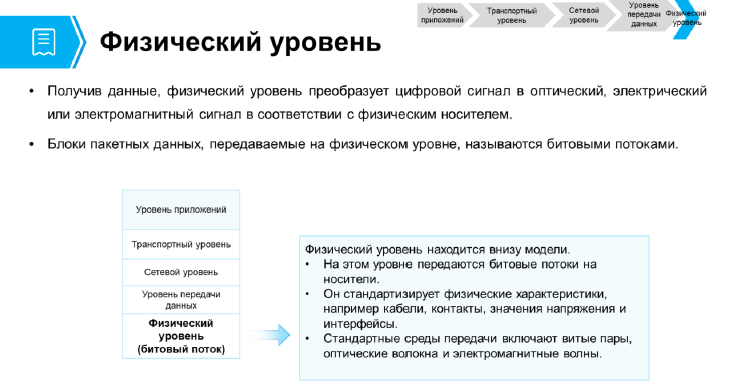 Уровень приложений
Транспортный уровень
Сетевой уровень
Уровень передачи данных
Физический уровень
Физический уровень
• Получив данные, физический уровень преобразует цифровой сигнал в оптический, электрический
или электромагнитный сигнал в соответствии с физическим носителем.
• Блоки пакетных данных, передаваемые на физическом уровне, называются битовыми потоками.
Уровень приложений
Транспортный уровень
Сетевой уровень
Уровень передачи
данных
Физический
уровень
(битовый поток)
Физический уровень находится внизу модели.
• На этом уровне передаются битовые потоки на
носители.
• Он стандартизирует физические характеристики,
например кабели, контакты, значения напряжения и
интерфейсы.
• Стандартные среды передачи включают витые пары,
оптические волокна и электромагнитные волны.